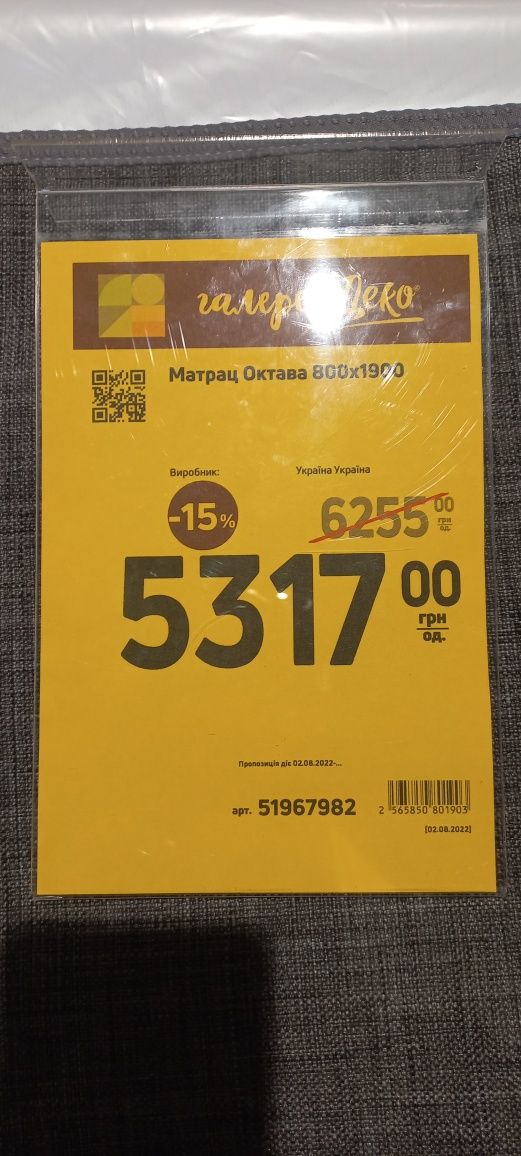 галерея Деко
Матрац Октава 800х1900
Виробник: Україна Україна
-15%
6255 00 грн од.
5317 00 грн од.
Пропозиція діє 02.08.2022-...
арт. 51967982
2 565850 801903
[02.08.2022]